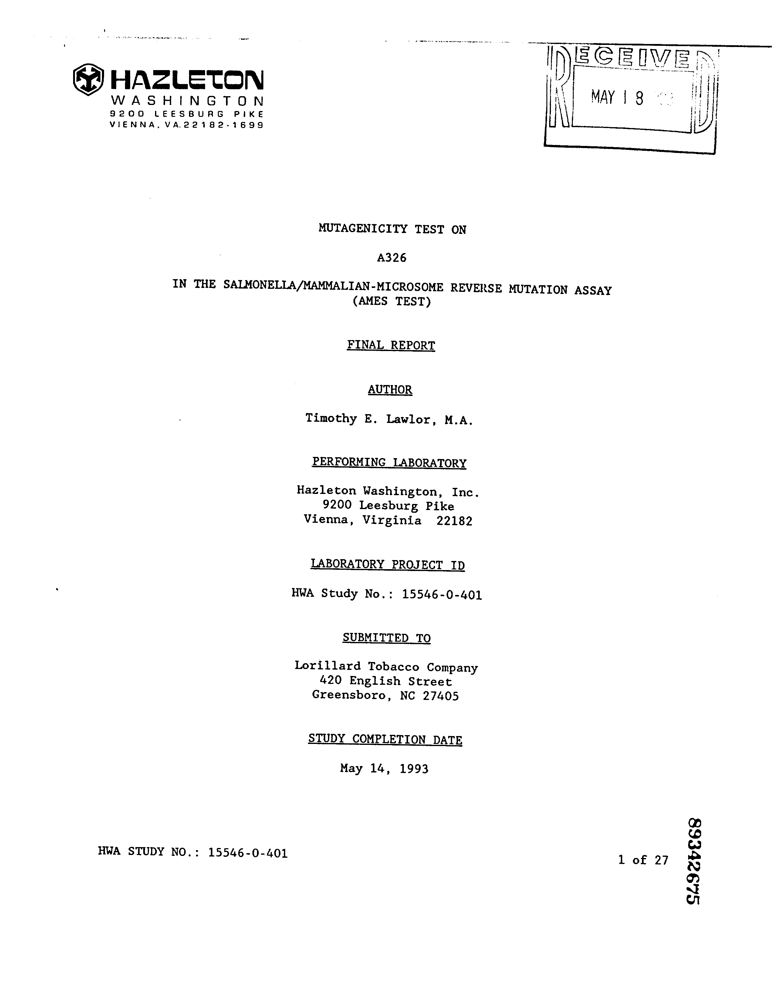 HAZLETON
WASHINGTON
9200 LEESBURG PIKE
VIENNA, VA.22182-1699
RECEIVED
MAY 18
MUTAGENICITY TEST ON
A326
IN THE SALMONELLA/MAMMALIAN-MICROSOME REVERSE MUTATION ASSAY
(AMES TEST)
FINAL REPORT
AUTHOR
Timothy E. Lawlor, M.A.
PERFORMING LABORATORY
Hazleton Washington, Inc.
9200 Leesburg Pike
Vienna, Virginia 22182
LABORATORY PROJECT ID
HWA Study No.: 15546-0-401
SUBMITTED TO
Lorillard Tobacco Company
420 English Street
Greensboro, NC 27405
STUDY COMPLETION DATE
May 14, 1993
HWA STUDY NO.: 15546-0-401
1 of 27
89342675